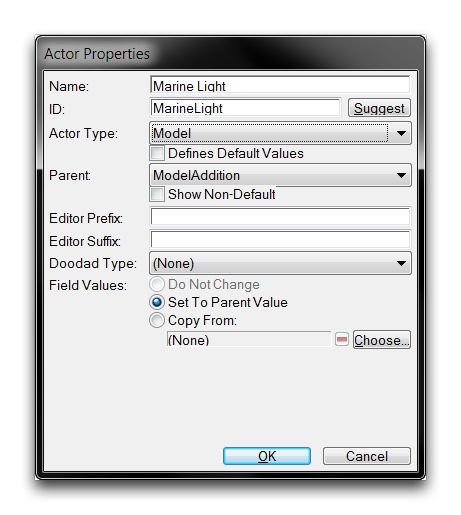 Actor Properties
Name: Marine Light
ID: MarineLight Suggest
Actor Type: Model
Defines Default Values
Parent: ModelAddition
Show Non-Default
Editor Prefix:
Editor Suffix:
Doodad Type: (None)
Field Values: Do Not Change
Set To Parent Value
Copy From:
(None) Choose...
OK Cancel